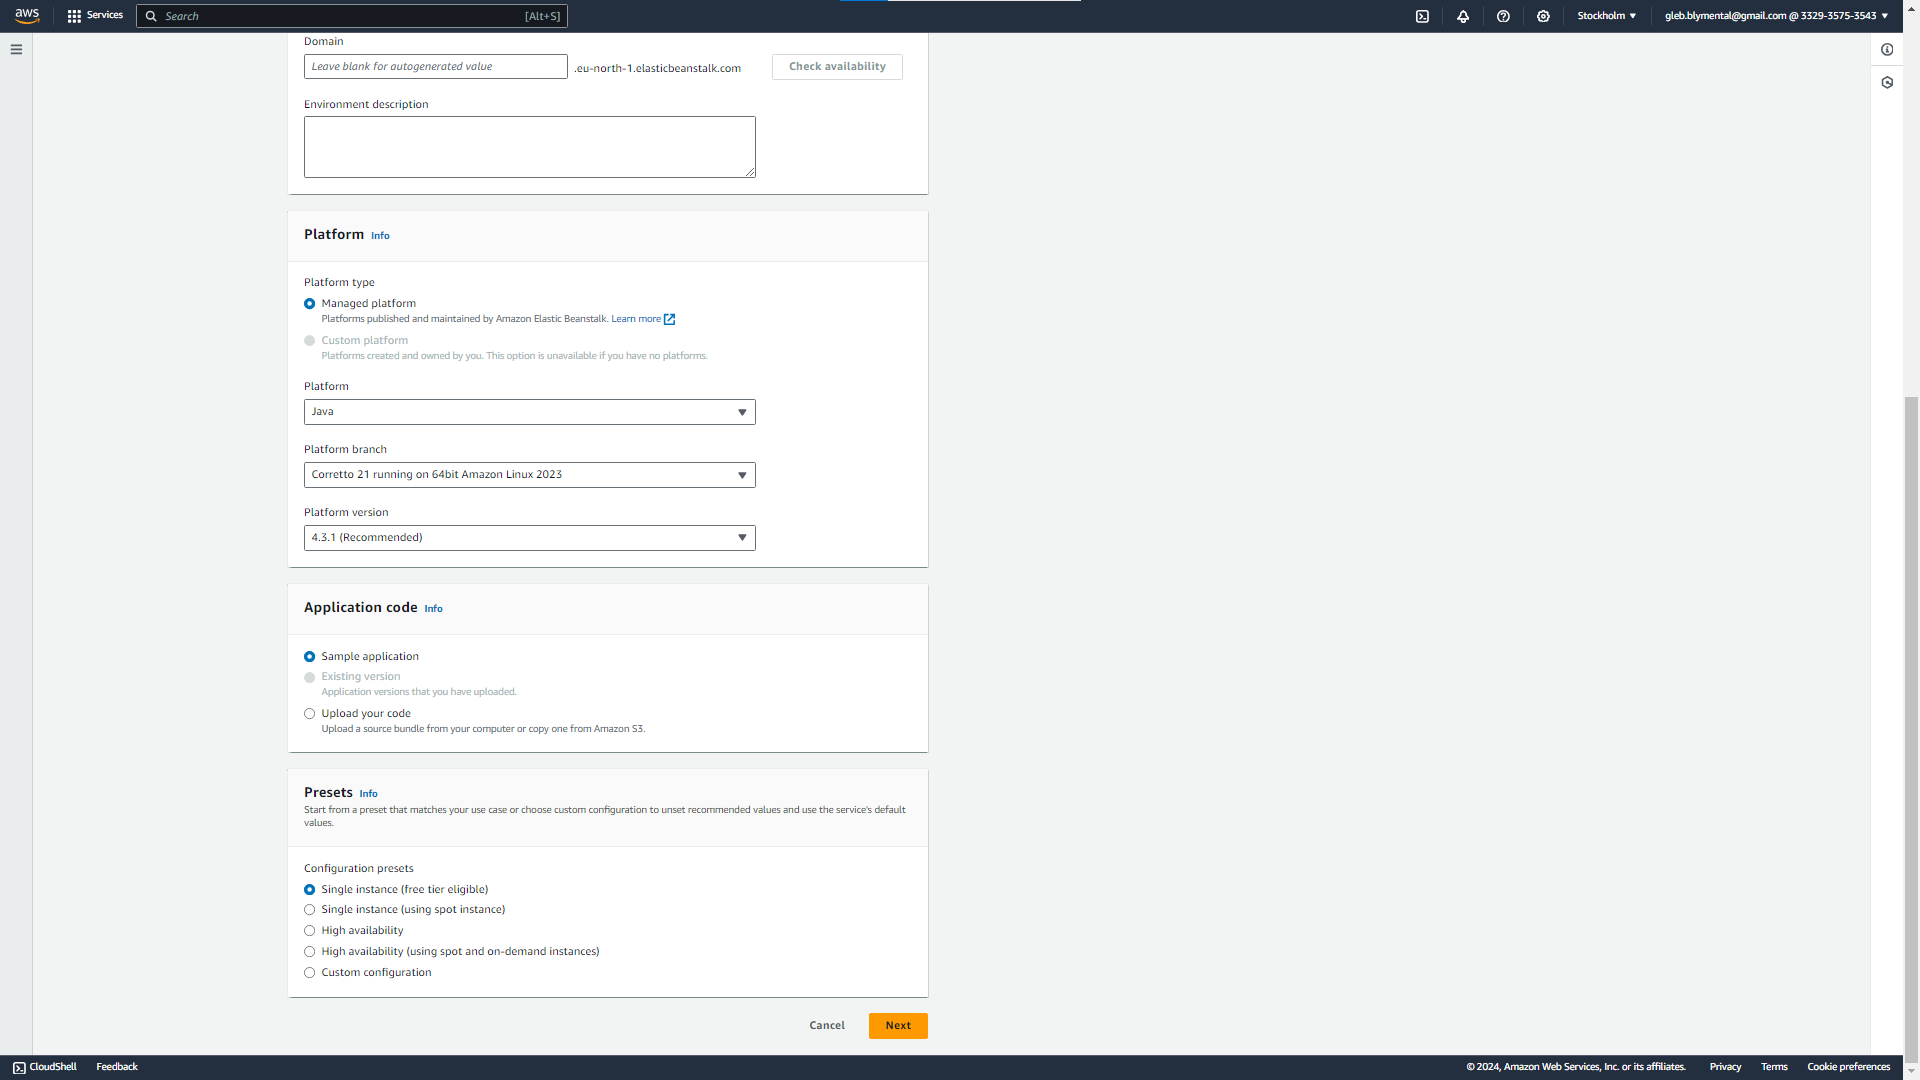 aws
Services
Search
[Alt+S]
Stockholm
gleb.blymental@gmail.com @ 3329-3575-3543
Domain
Leave blank for autogenerated value
.eu-north-1.elasticbeanstalk.com
Check availability
Environment description
Platform Info
Platform type
Managed platform
Platforms published and maintained by Amazon Elastic Beanstalk. Learn more
Custom platform
Platforms created and owned by you. This option is unavailable if you have no platforms.
Platform
Java
Platform branch
Corretto 21 running on 64bit Amazon Linux 2023
Platform version
4.3.1 (Recommended)
Application code Info
Sample application
Existing version
Application versions that you have uploaded.
Upload your code
Upload a source bundle from your computer or copy one from Amazon S3.
Presets Info
Start from a preset that matches your use case or choose custom configuration to unset recommended values and use the service's default
values.
Configuration presets
Single instance (free tier eligible)
Single instance (using spot instance)
High availability
High availability (using spot and on-demand instances)
Custom configuration
Cancel
Next
CloudShell
Feedback
© 2024, Amazon Web Services, Inc. or its affiliates.
Privacy
Terms
Cookie preferences